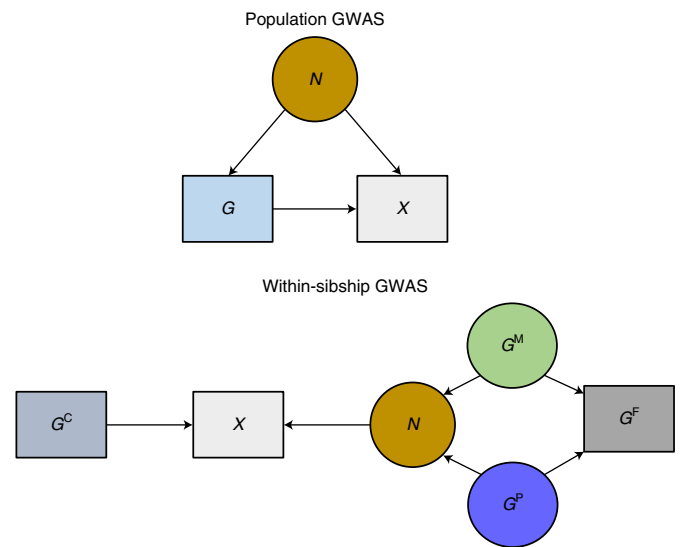 Population GWAS
N
G
X
Within-sibship GWAS
G^M
G^C
X
N
G^F
G^P